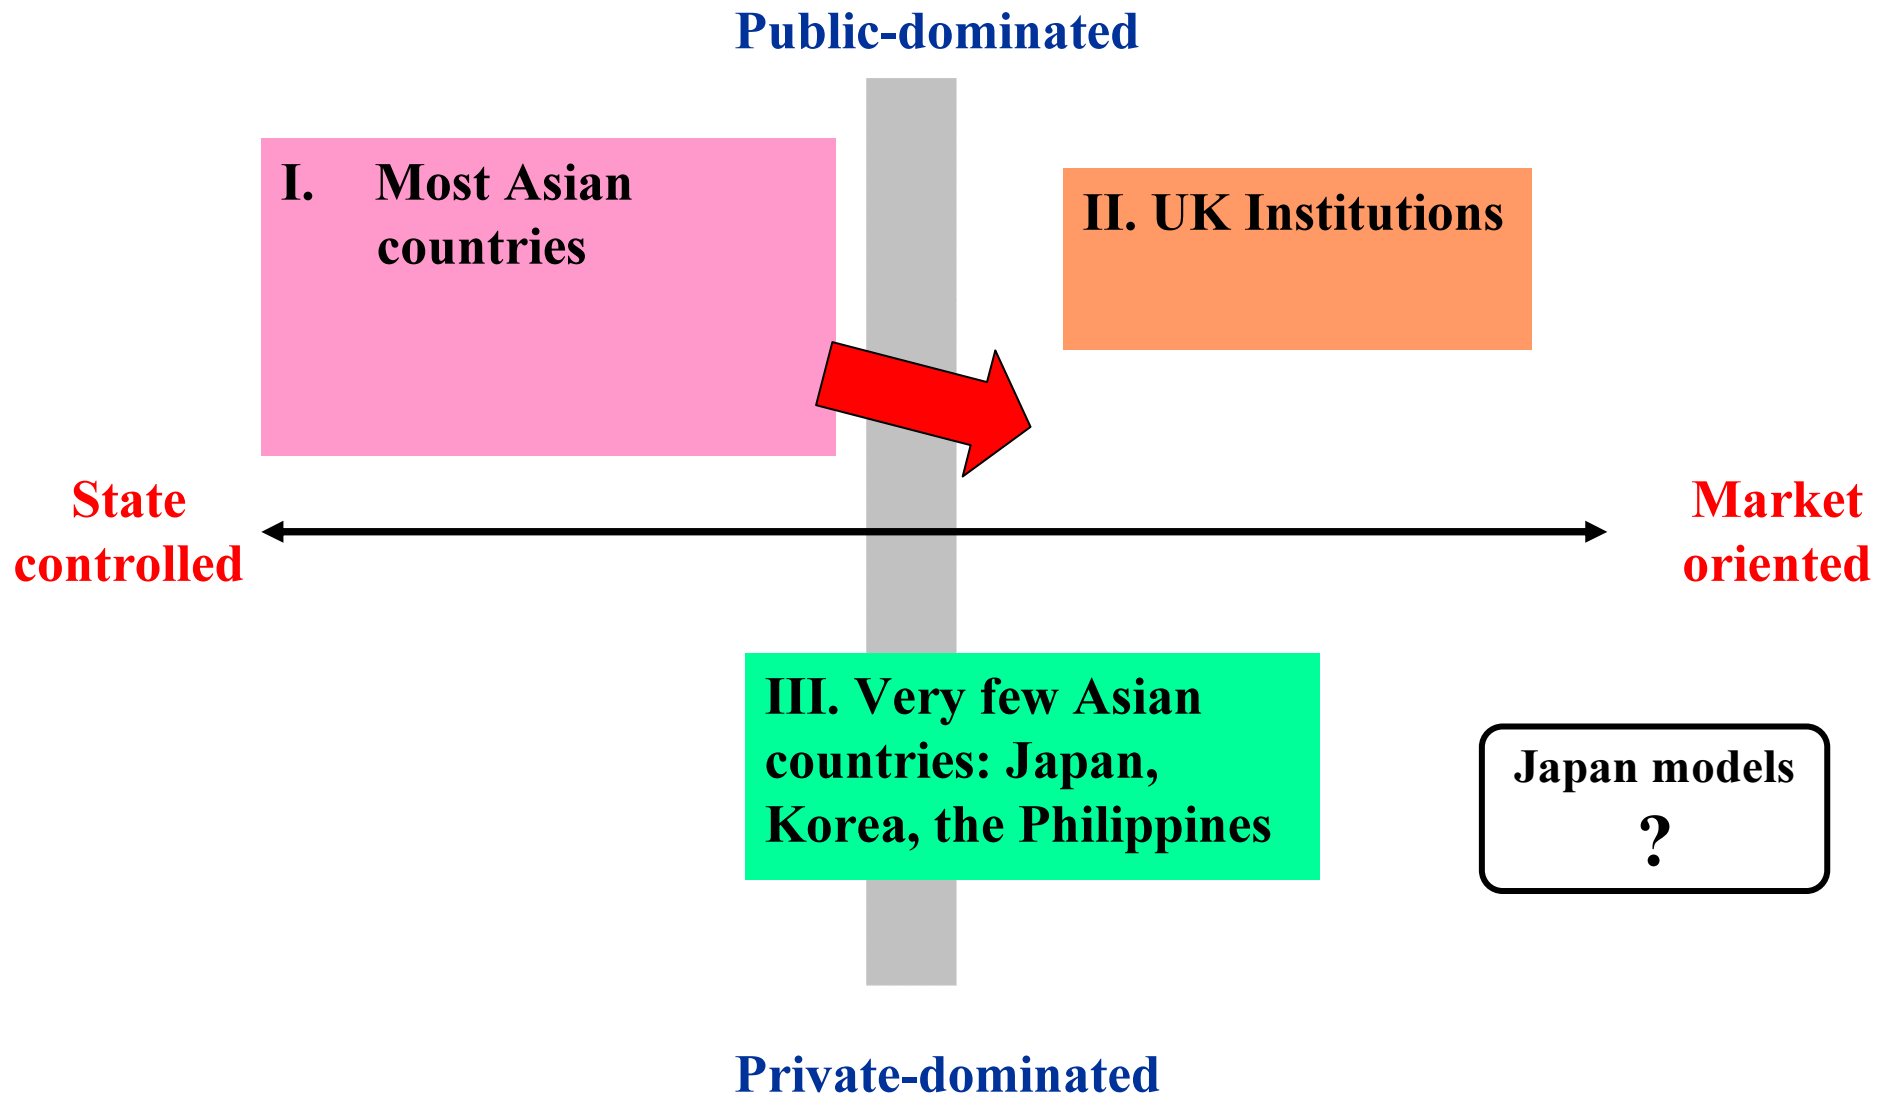 Public-dominated
I. Most Asian
countries
II. UK Institutions
State
controlled
Market
oriented
III. Very few Asian
countries: Japan,
Korea, the Philippines
Japan models
?
Private-dominated